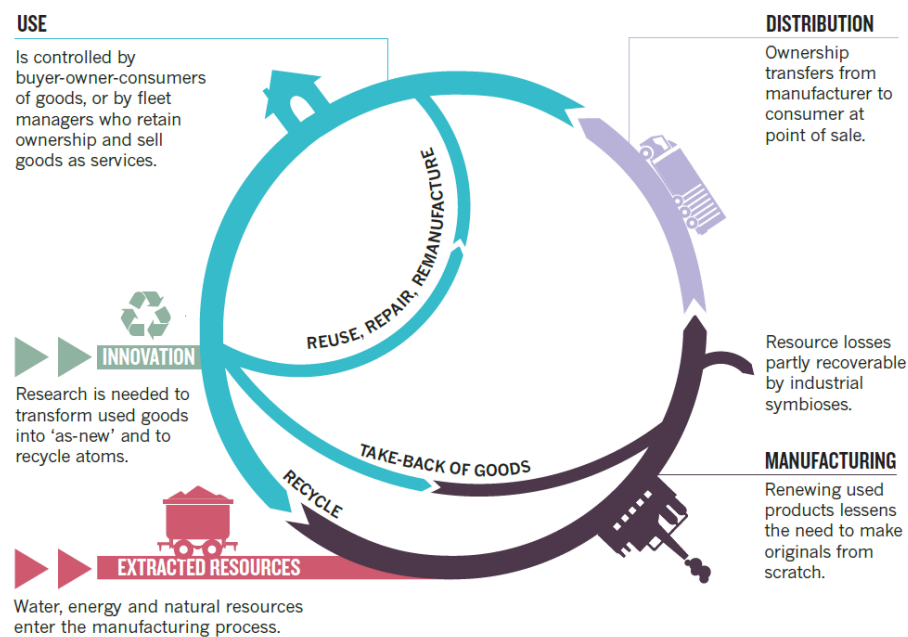 USE
Is controlled by
buyer-owner-consumers
of goods, or by fleet
managers who retain
ownership and sell
goods as services.
DISTRIBUTION
Ownership
transfers from
manufacturer to
consumer at
point of sale.
REUSE, REPAIR, REMANUFACTURE
INNOVATION
Research is needed to
transform used goods
into ‘as-new’ and to
recycle atoms.
Resource losses
partly recoverable
by industrial
symbioses.
TAKE-BACK OF GOODS
RECYCLE
MANUFACTURING
Renewing used
products lessens
the need to make
originals from
scratch.
EXTRACTED RESOURCES
Water, energy and natural resources
enter the manufacturing process.